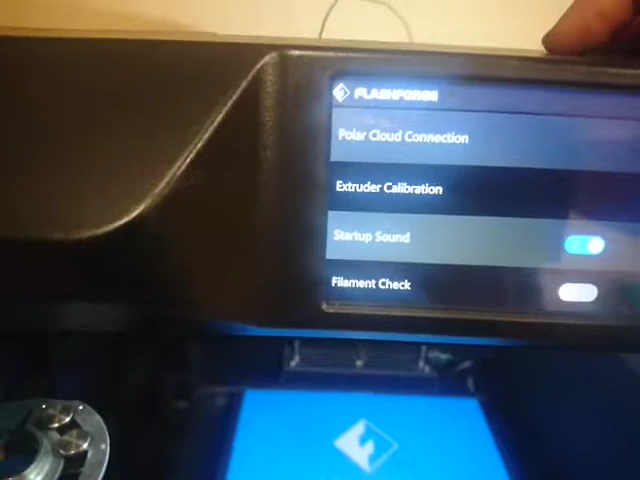 FLASHFORGE
Polar Cloud Connection
Extruder Calibration
Startup Sound
Filament Check